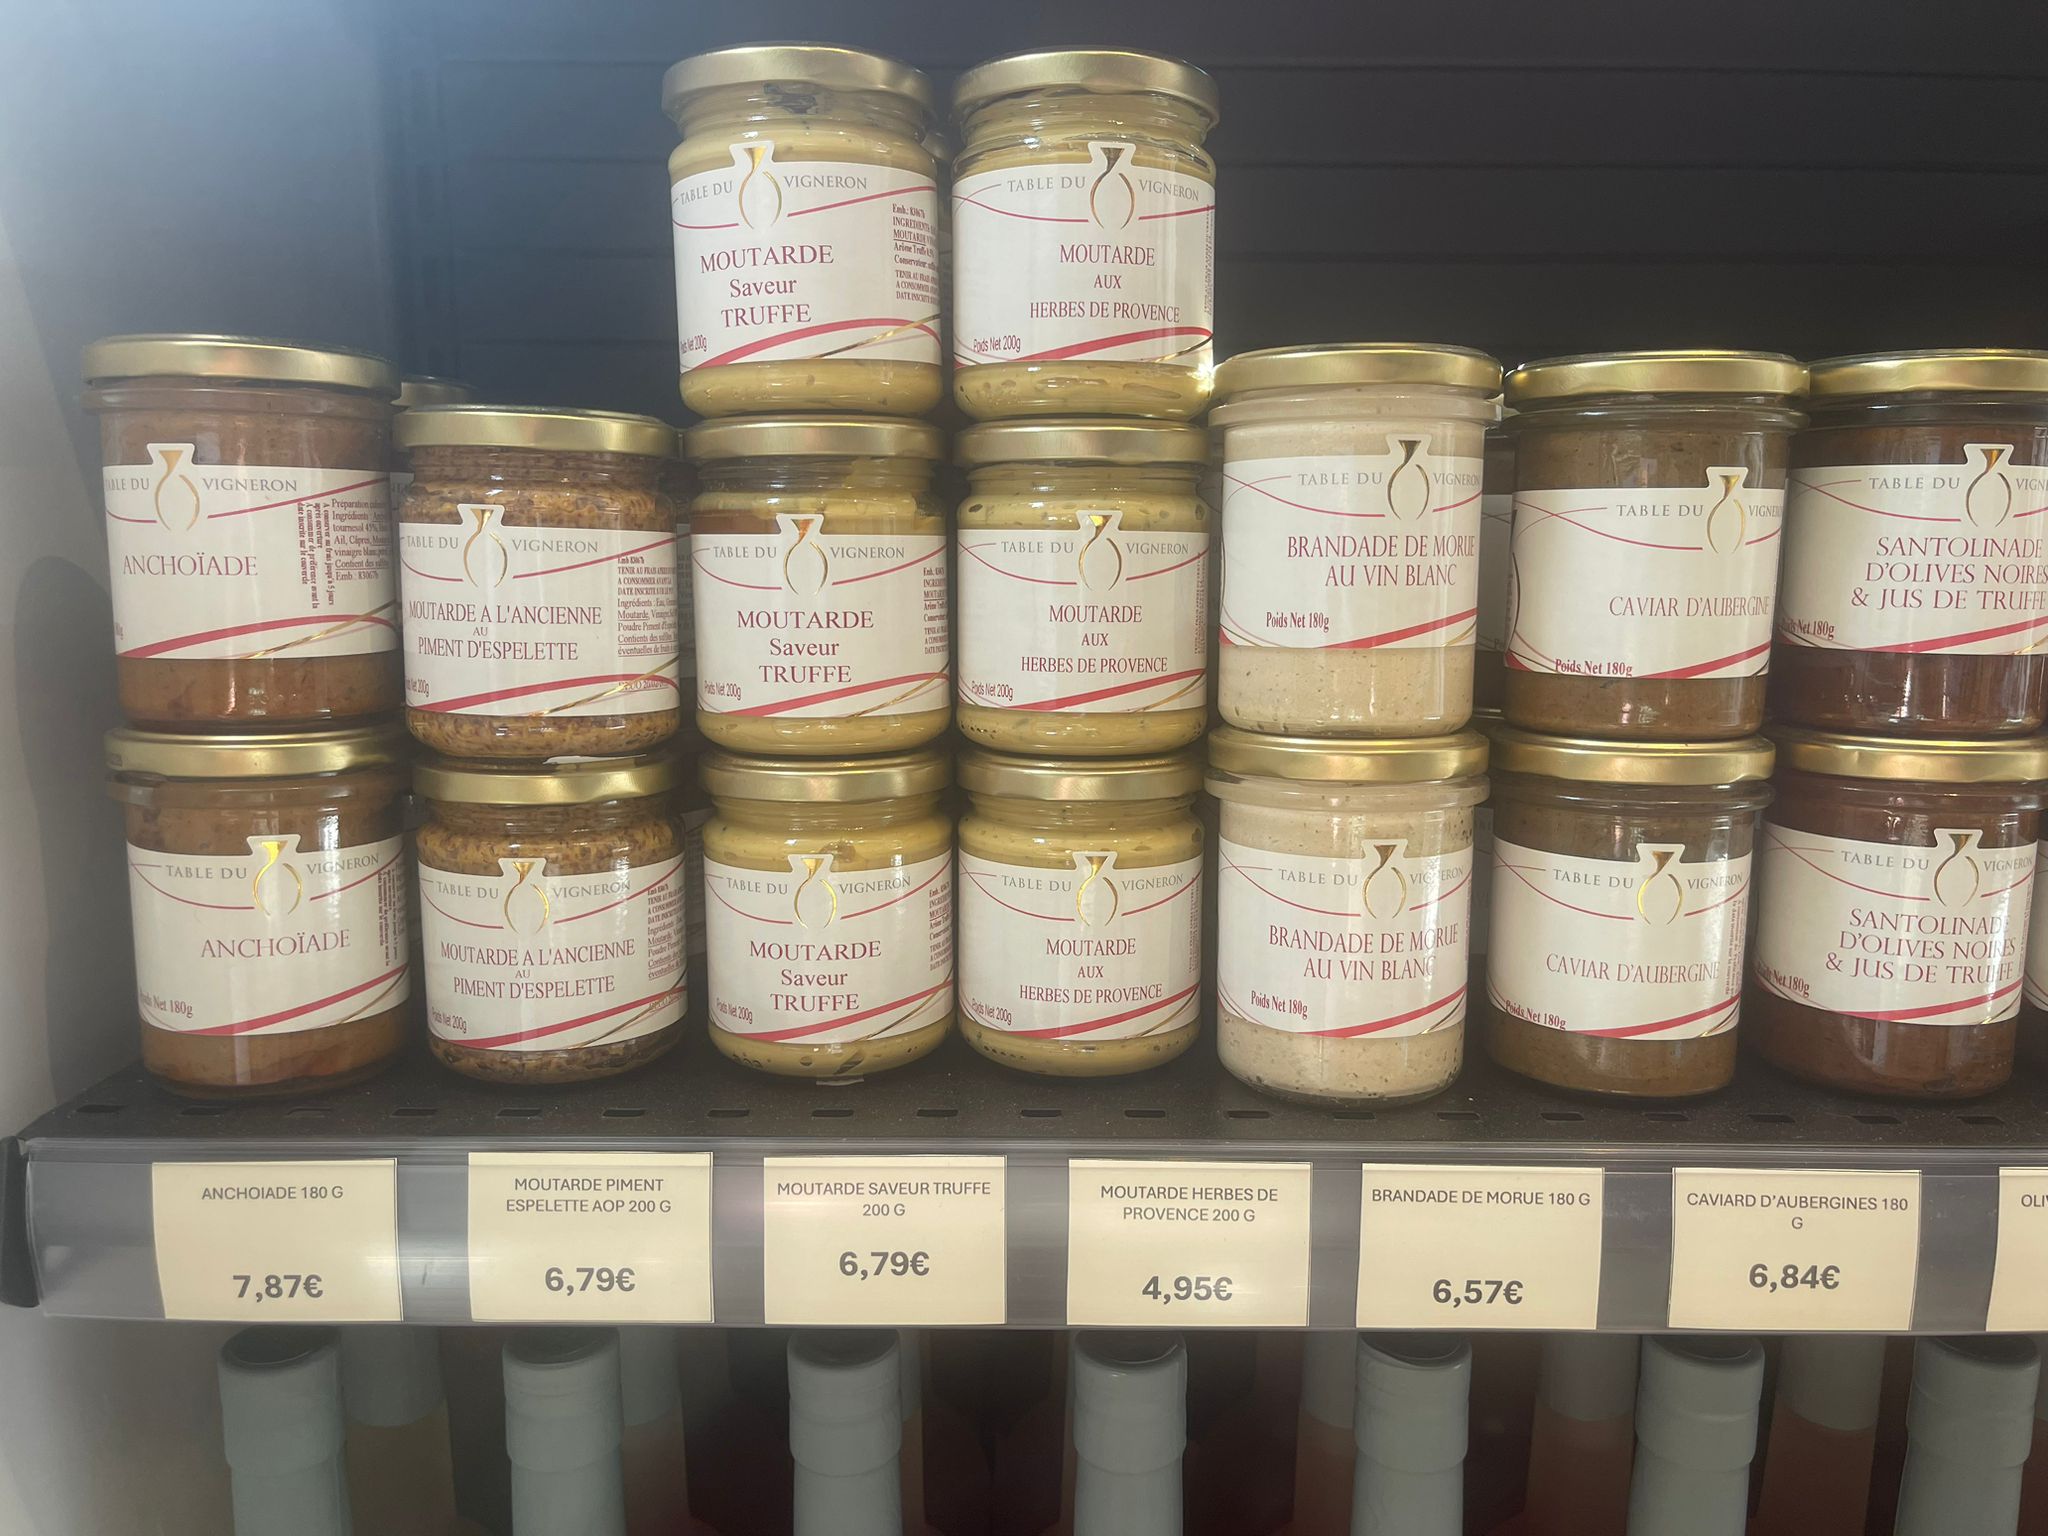 TABLE DU VIGNERON
MOUTARDE
Saveur
TRUFFE
Poids Net 200g
Emb.: 83067b
TABLE DU VIGNERON
MOUTARDE
AUX
HERBES DE PROVENCE
Poids Net 200g
VIGNERON
ANCHOÏADE
Emb.: 83067b
TABLE DU VIGNERON
MOUTARDE A L'ANCIENNE
AU
PIMENT D'ESPELETTE
TABLE DU VIGNERON
MOUTARDE
Saveur
TRUFFE
Poids Net 200g
TABLE DU VIGNERON
MOUTARDE
AUX
HERBES DE PROVENCE
Poids Net 200g
TABLE DU VIGNERON
BRANDADE DE MORUE
AU VIN BLANC
Poids Net 180g
TABLE DU
CAVIAR D'AUBERGINE
Poids Net 180g
TABLE DU
SANTOLINADE
D'OLIVES NOIRES
& JUS DE TRUFFE
Poids Net 180g
TABLE DU VIGNERON
ANCHOÏADE
Poids Net 180g
TABLE DU VIGNERON
MOUTARDE A L'ANCIENNE
AU
PIMENT D'ESPELETTE
Poids Net 200g
TABLE DU VIGNERON
MOUTARDE
Saveur
TRUFFE
Poids Net 200g
TABLE DU VIGNERON
MOUTARDE
AUX
HERBES DE PROVENCE
Poids Net 200g
TABLE DU VIGNERON
BRANDADE DE MORUE
AU VIN BLANC
Poids Net 180g
TABLE DU VIGNERON
CAVIAR D'AUBERGINE
Poids Net 180g
TABLE DU VIGNERON
SANTOLINADE
D'OLIVES NOIRES
& JUS DE TRUFFE
Poids Net 180g
ANCHOIADE 180 G
7,87€
MOUTARDE PIMENT
ESPELETTE AOP 200 G
6,79€
MOUTARDE SAVEUR TRUFFE
200 G
6,79€
MOUTARDE HERBES DE
PROVENCE 200 G
4,95€
BRANDADE DE MORUE 180 G
6,57€
CAVIARD D'AUBERGINES 180
G
6,84€